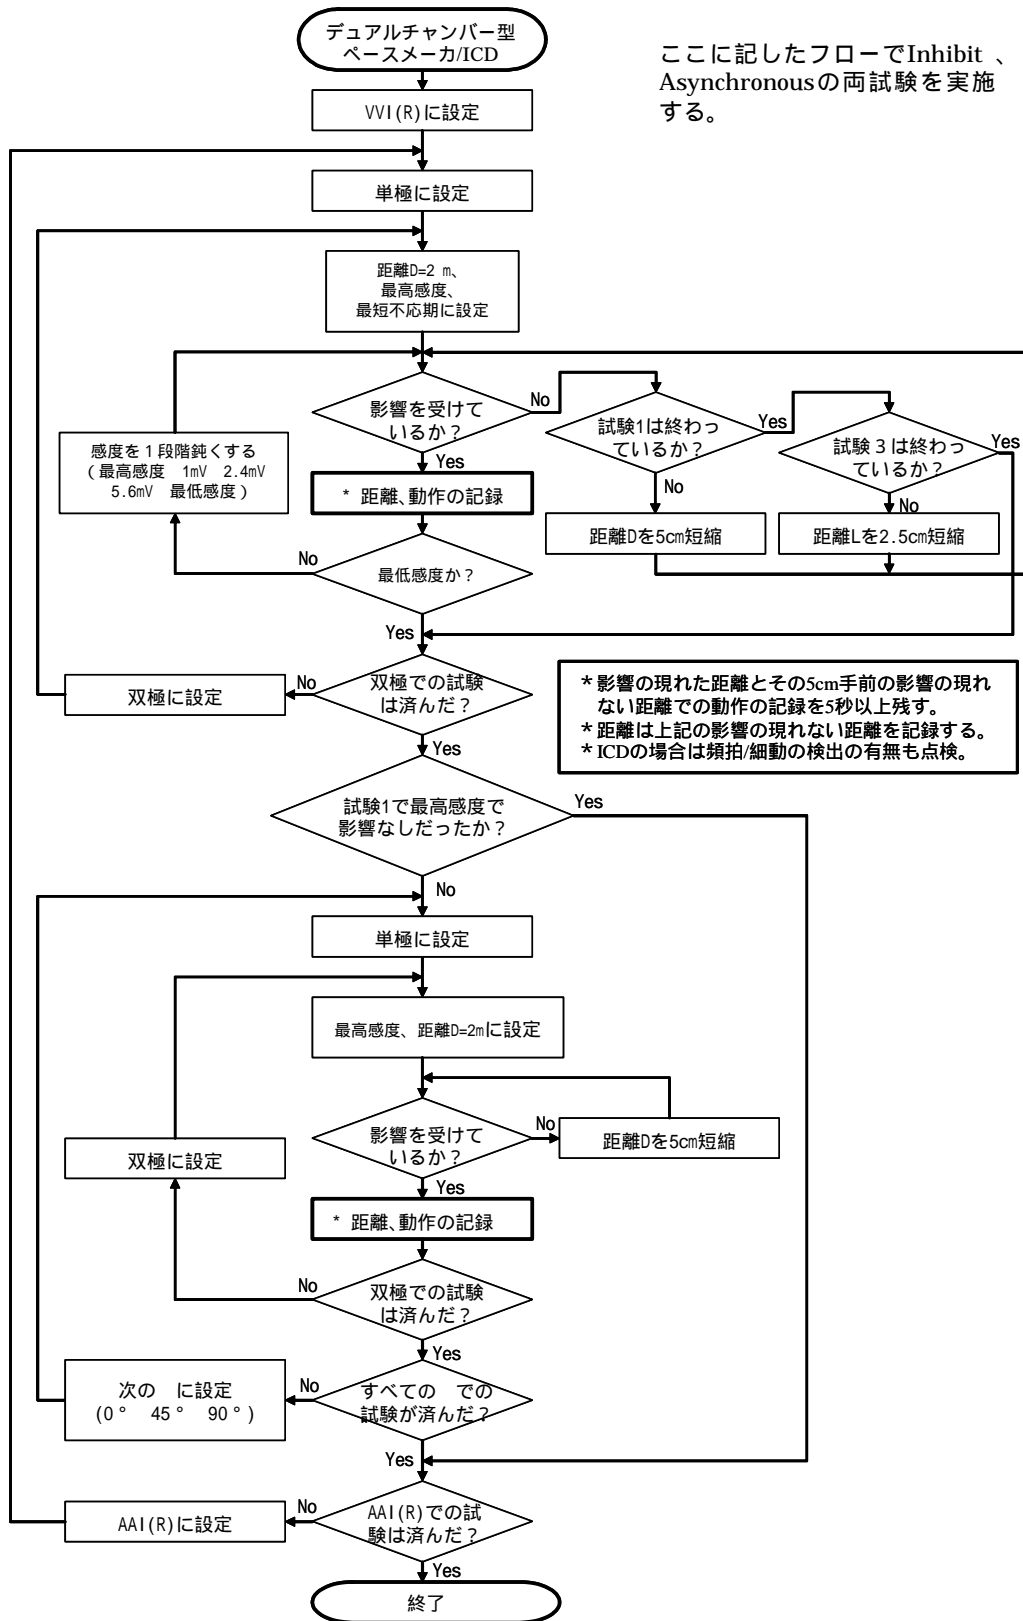 デュアルチャンバー型
ペースメーカ/ICD
ここに記したフローでInhibit 、
Asynchronousの両試験を実施
する。
VVI(R)に設定
単極に設定
距離D=2 m、
最高感度、
最短不応期に設定
影響を受けて
いるか？
No
Yes
試験1は終わっ
ているか？
Yes
No
試験３は終わっ
ているか？
Yes
No
感度を１段階鈍くする
（最高感度　1mV　2.4mV
5.6mV　最低感度）
* 距離、動作の記録
距離Dを5cm短縮
距離Lを2.5cm短縮
最低感度か？
No
Yes
双極での試験
は済んだ？
No
Yes
双極に設定
* 影響の現れた距離とその5cm手前の影響の現れ
ない距離での動作の記録を5秒以上残す。
* 距離は上記の影響の現れない距離を記録する。
* ICDの場合は頻拍/細動の検出の有無も点検。
試験1で最高感度で
影響なしだったか？
Yes
No
単極に設定
最高感度、距離D=2mに設定
影響を受けて
いるか？
No
Yes
距離Dを5cm短縮
双極に設定
* 距離、動作の記録
双極での試験
は済んだ？
No
Yes
すべての　での
試験が済んだ？
No
Yes
次の　に設定
(0°　45°　90°)
AAI(R)での試
験は済んだ？
No
Yes
AAI(R)に設定
終了